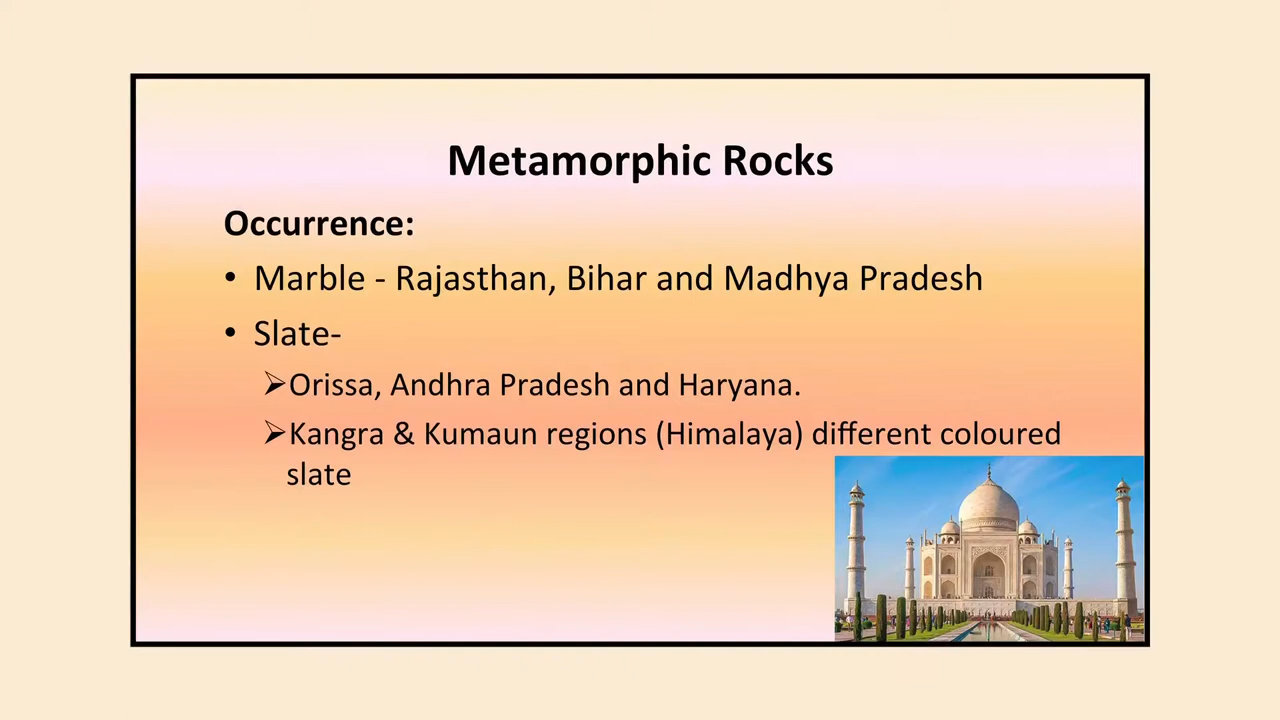 Metamorphic Rocks
Occurrence:
• Marble - Rajasthan, Bihar and Madhya Pradesh
• Slate-
➢Orissa, Andhra Pradesh and Haryana.
➢Kangra & Kumaun regions (Himalaya) different coloured
slate